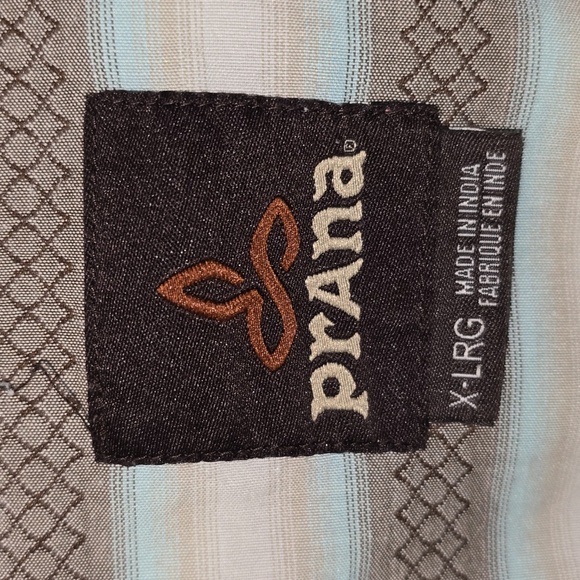 prAna®
X-LRG
MADE IN INDIA
FABRIQUE EN INDE